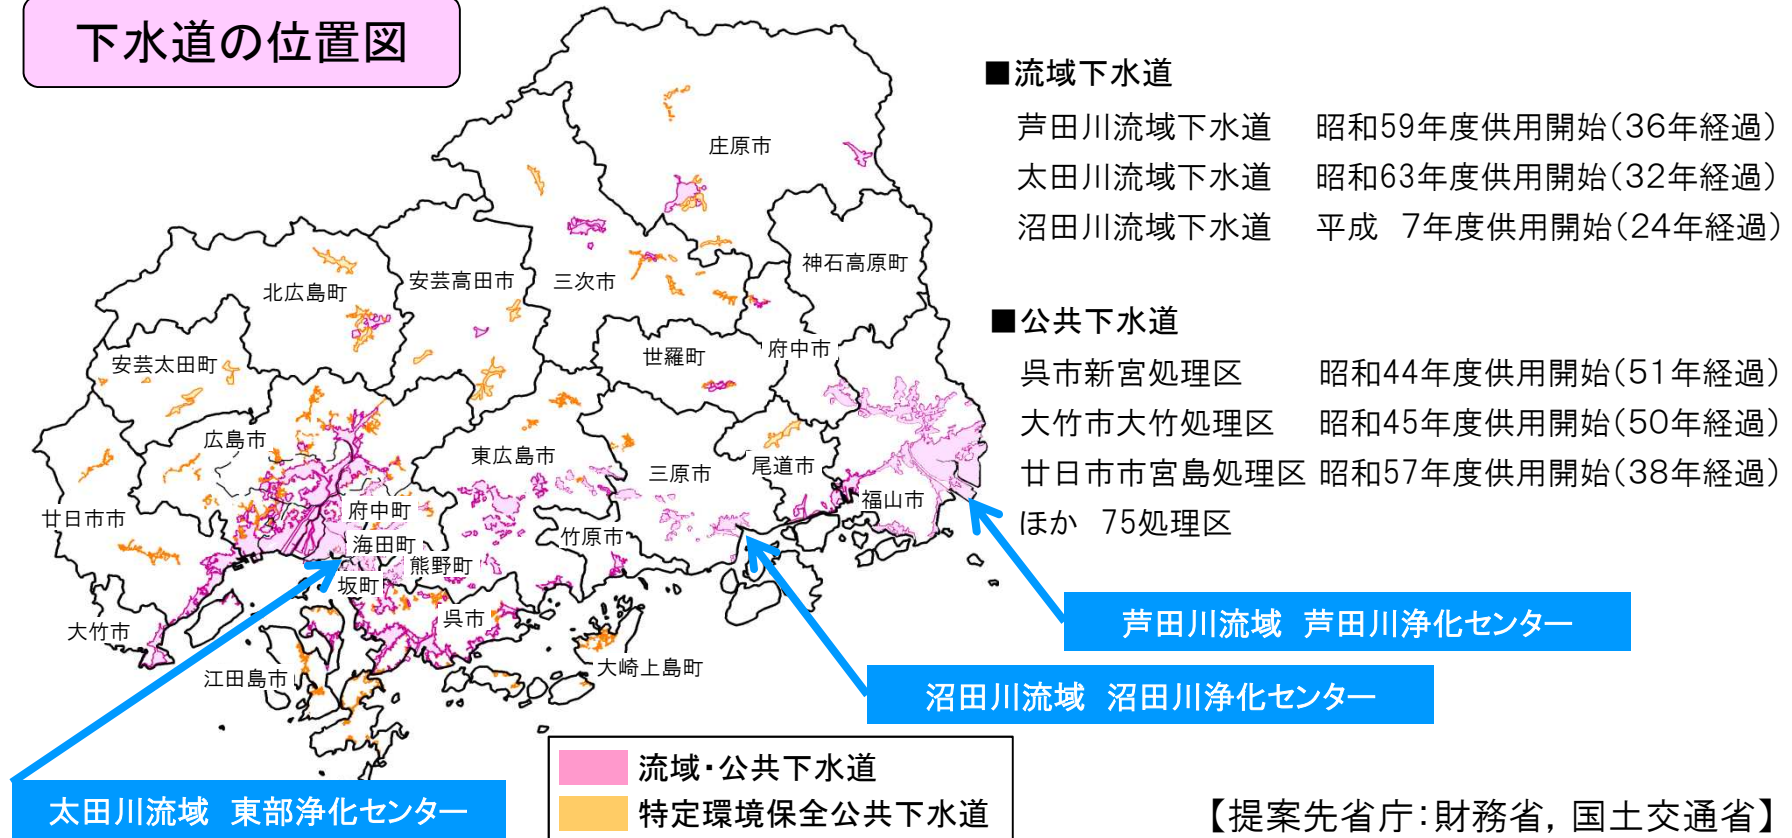 下水道の位置図
■流域下水道
芦田川流域下水道 昭和59年度供用開始(36年経過)
太田川流域下水道 昭和63年度供用開始(32年経過)
沼田川流域下水道 平成 7年度供用開始(24年経過)
■公共下水道
呉市新宮処理区 昭和44年度供用開始(51年経過)
大竹市大竹処理区 昭和45年度供用開始(50年経過)
廿日市市宮島処理区 昭和57年度供用開始(38年経過)
ほか 75処理区
庄原市
神石高原町
三次市
安芸高田市
北広島町
安芸太田町
世羅町
府中市
広島市
東広島市
三原市
尾道市
福山市
廿日市市
府中町
海田町
熊野町
坂町
竹原市
呉市
大竹市
江田島市
大崎上島町
芦田川流域 芦田川浄化センター
沼田川流域 沼田川浄化センター
太田川流域 東部浄化センター
流域・公共下水道
特定環境保全公共下水道
【提案先省庁:財務省,国土交通省】